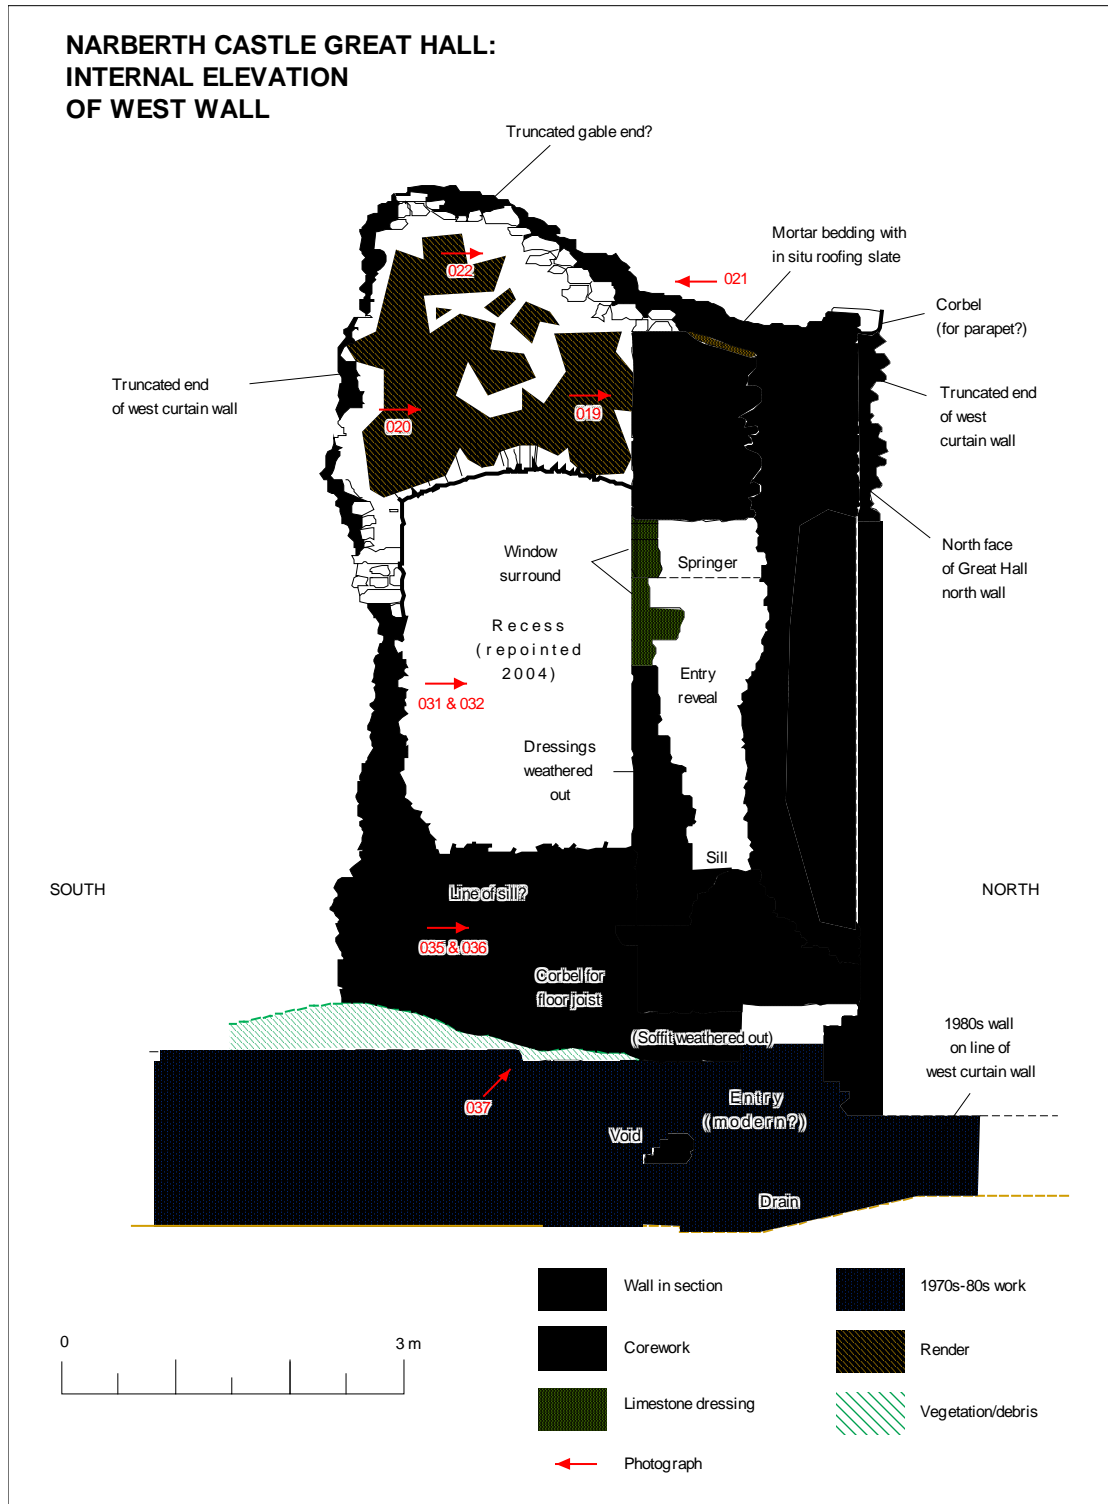 NARBERTH CASTLE GREAT HALL:
INTERNAL ELEVATION
OF WEST WALL
Truncated gable end?
Mortar bedding with
in situ roofing slate
022
021
Corbel
(for parapet?)
Truncated end
of west curtain wall
Truncated end
of west
curtain wall
019
020
North face
of Great Hall
north wall
Window
surround
Springer
Recess
(repointed
2004)
Entry
reveal
031 & 032
Dressings
weathered
out
Sill
SOUTH
Line of sill?
NORTH
035 & 036
Corbel for
floor joist
(Soffit weathered out)
1980s wall
on line of
west curtain wall
037
Entry
(modern?)
Void
Drain
Wall in section
1970s-80s work
0
3 m
Corework
Render
Limestone dressing
Vegetation/debris
Photograph